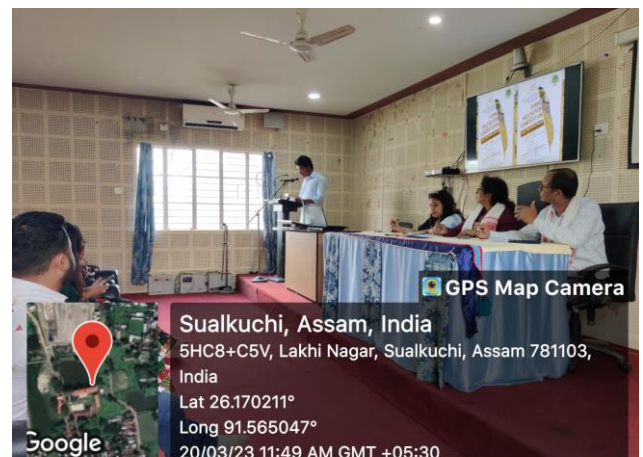 GPS Map Camera
Sualkuchi, Assam, India
5HC8+C5V, Lakhi Nagar, Sualkuchi, Assam 781103,
India
Lat 26.170211°
Long 91.565047°
20/03/23 11:49 AM GMT +05:30
Google